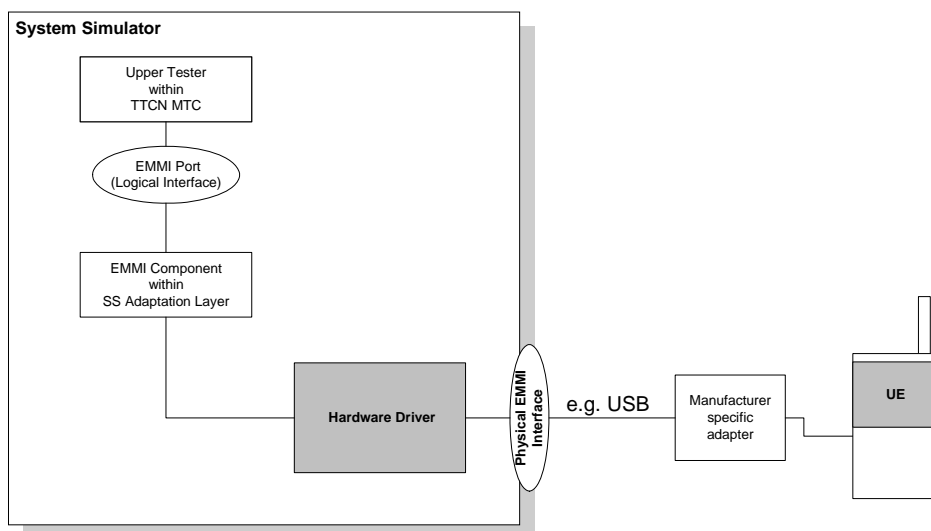 System Simulator
Upper Tester
within
TTCN MTC
EMMI Port
(Logical Interface)
EMMI Component
within
SS Adaptation Layer
Hardware Driver
Physical EMMI
Interface
e.g. USB
Manufacturer
specific
adapter
UE